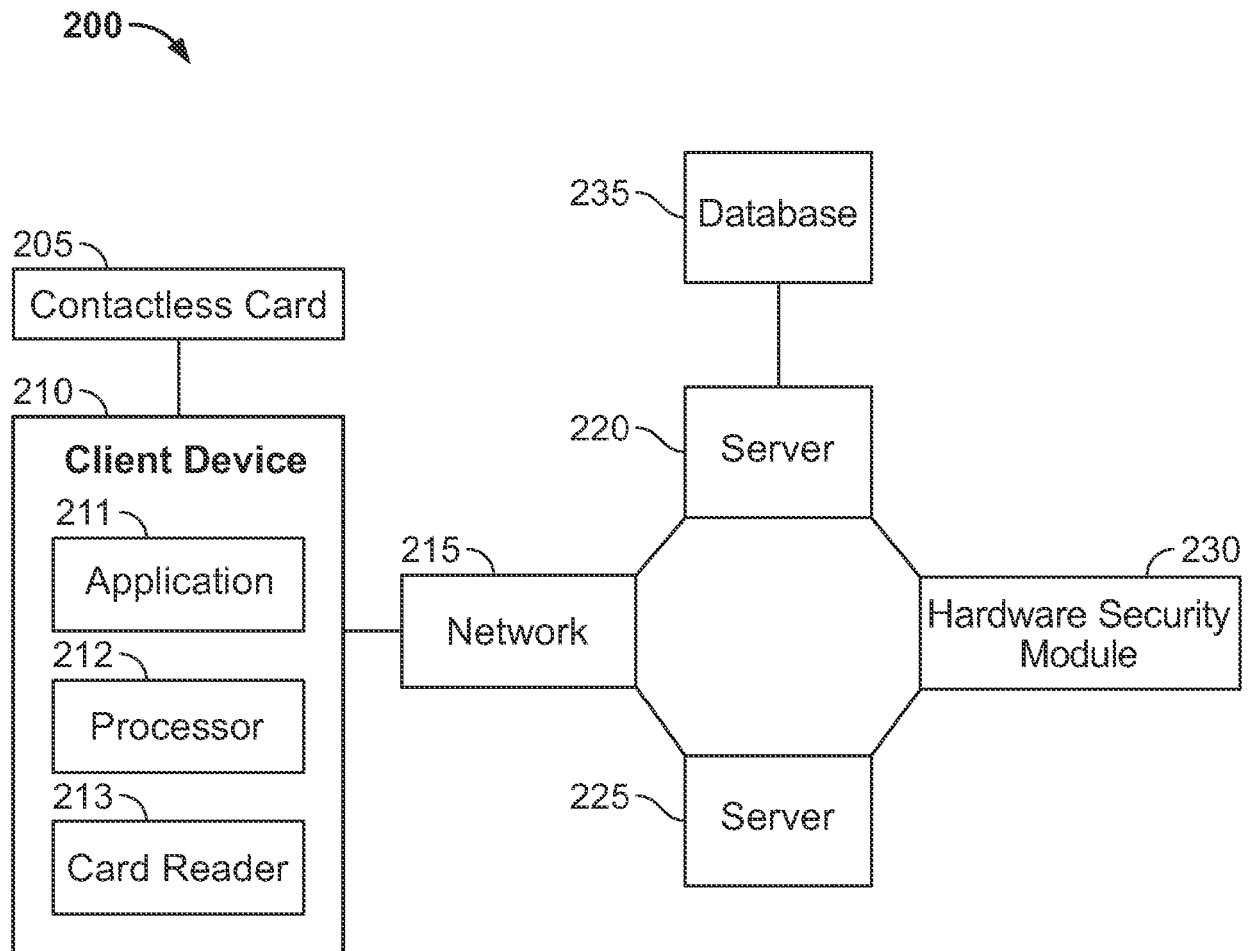 200
235
Database
205
Contactless Card
210
Client Device
220
Server
211
Application
215
Network
230
Hardware Security
Module
212
Processor
225
Server
213
Card Reader